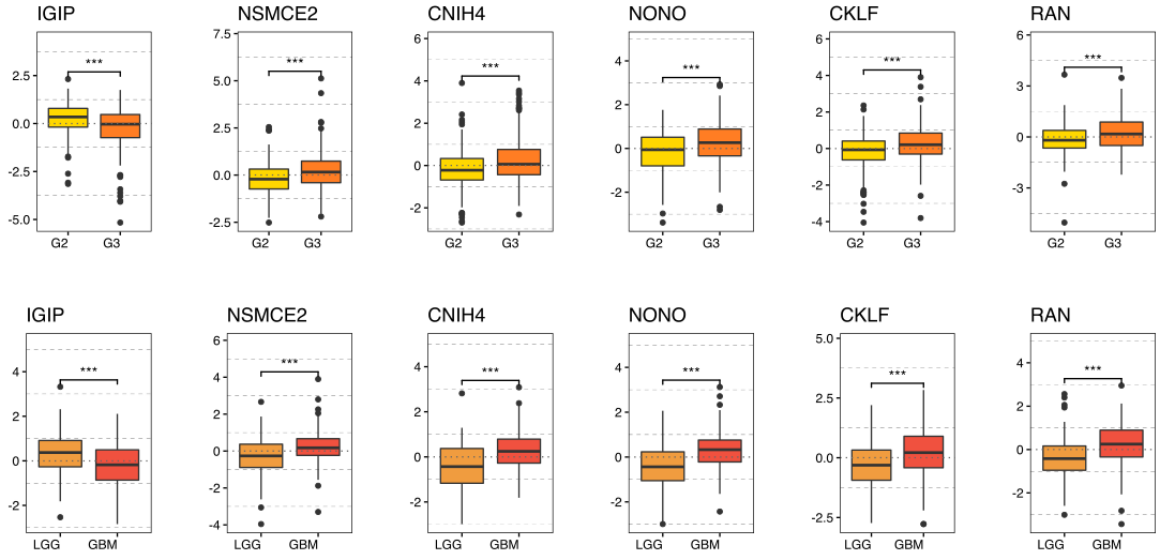 IGIP NSMCE2 CNIH4 NONO CKLF RAN
2.5 0.0 -2.5 -5.0 *** G2 G3
7.5 5.0 2.5 0.0 -2.5 *** G2 G3
6 4 2 0 -2 *** G2 G3
4 2 0 -2 *** G2 G3
6 4 2 0 -2 -4 *** G2 G3
6 3 0 -3 *** G2 G3
IGIP NSMCE2 CNIH4 NONO CKLF RAN
4 2 0 -2 *** LGG GBM
6 4 2 0 -2 -4 *** LGG GBM
4 2 0 -2 *** LGG GBM
4 2 0 -2 *** LGG GBM
5.0 2.5 0.0 -2.5 *** LGG GBM
4 2 0 -2 *** LGG GBM